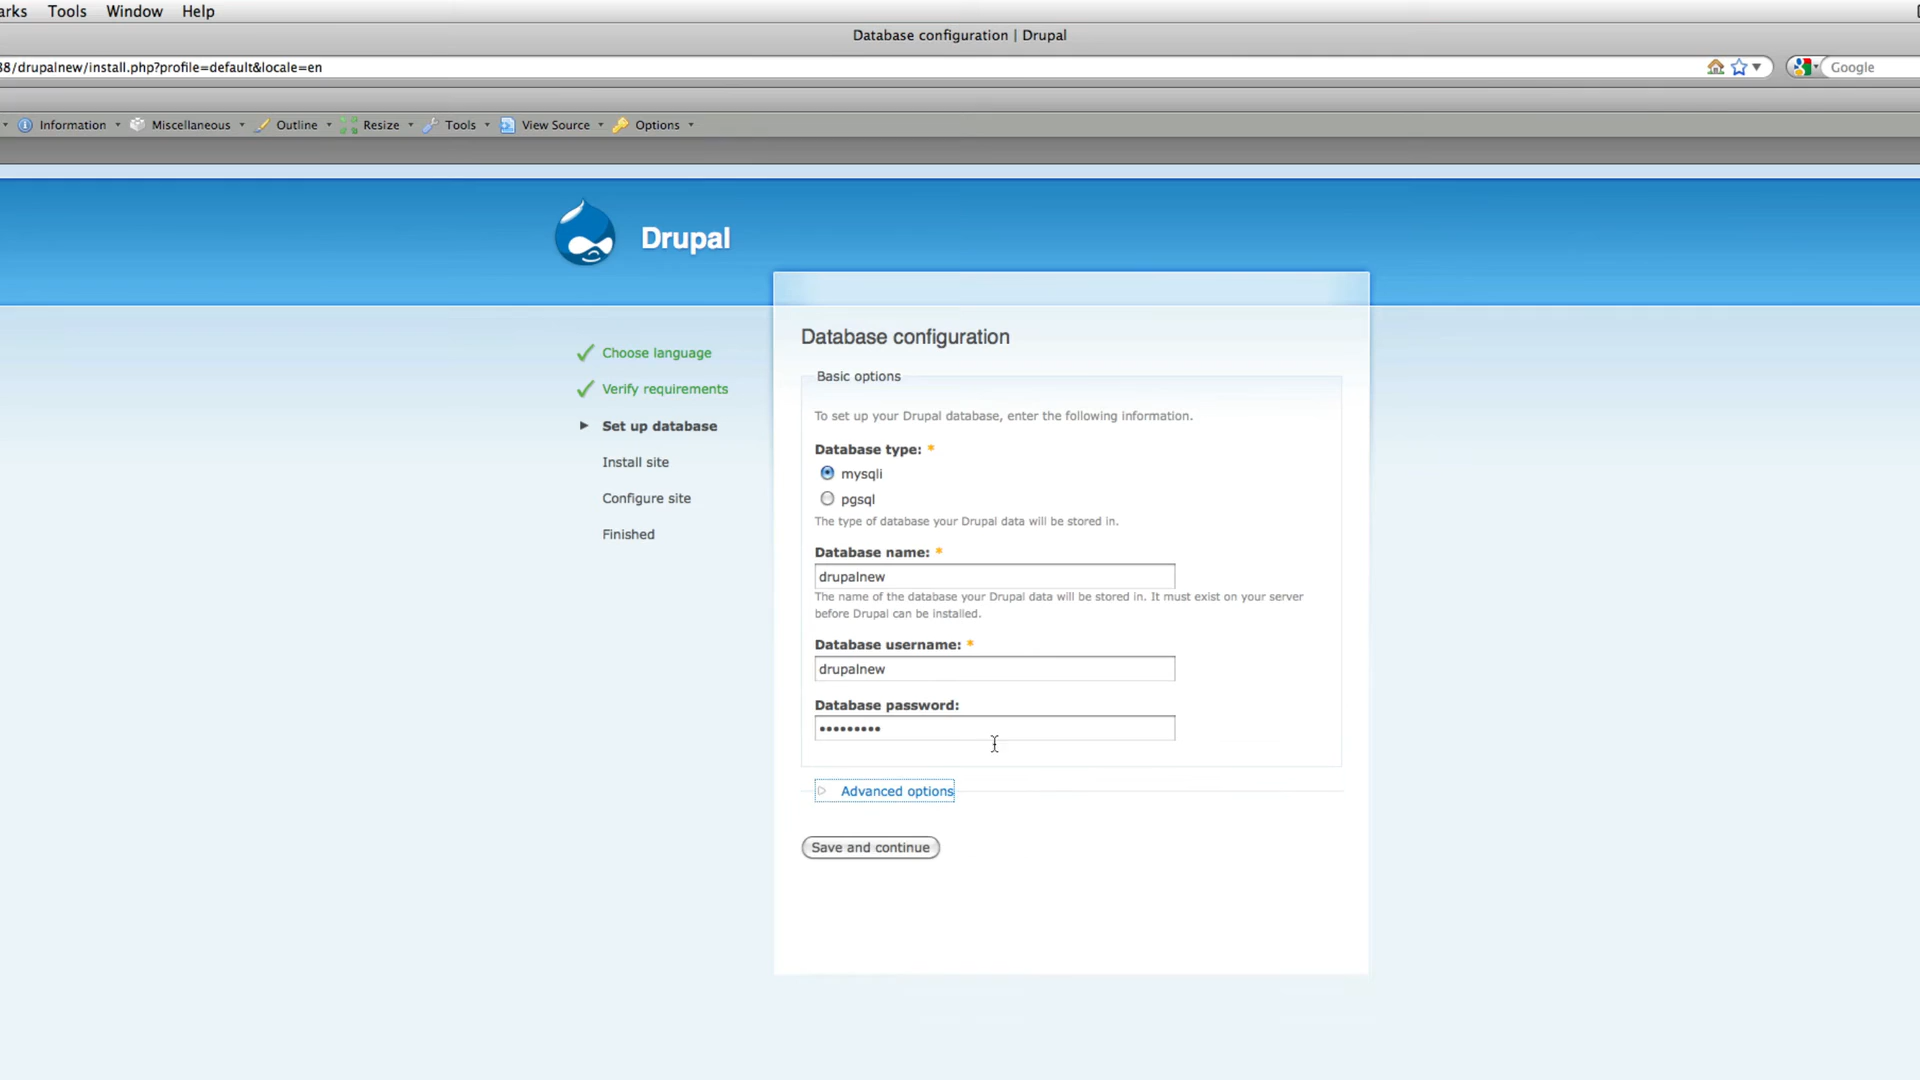 arks Tools Window Help
Database configuration | Drupal
38/drupalnew/install.php?profile=default&locale=en Google
Information Miscellaneous Outline Resize Tools View Source Options
Drupal
Choose language
Verify requirements
Set up database
Install site
Configure site
Finished
Database configuration
Basic options
To set up your Drupal database, enter the following information.
Database type: *
mysqli
pgsql
The type of database your Drupal data will be stored in.
Database name: *
drupalnew
The name of the database your Drupal data will be stored in. It must exist on your server
before Drupal can be installed.
Database username: *
drupalnew
Database password:
•••••••••
Advanced options
Save and continue